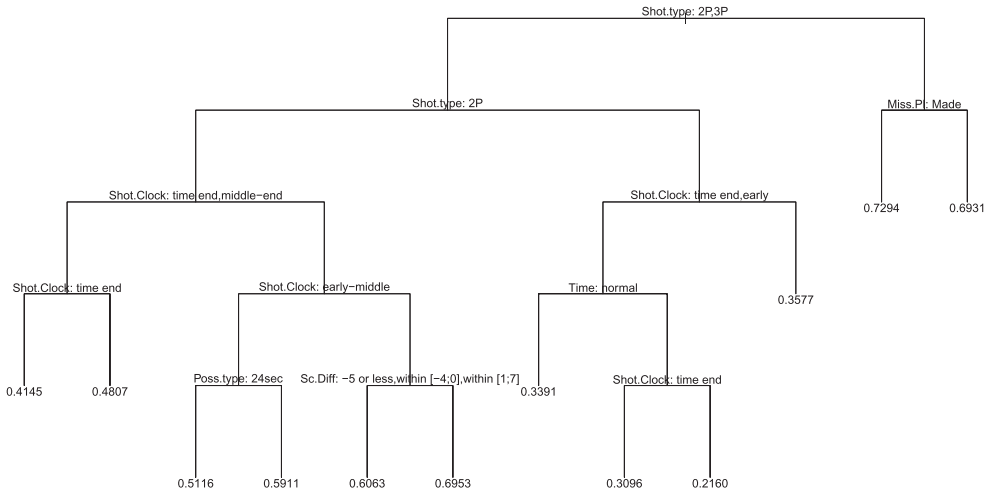 Shot.type: 2P,3P
Shot.type: 2P
Miss.Pl: Made
Shot.Clock: time end,middle−end
Shot.Clock: time end,early
0.7294
0.6931
Shot.Clock: time end
Shot.Clock: early−middle
Time: normal
0.3577
Poss.type: 24sec
Sc.Diff: −5 or less,within [−4;0],within [1;7]
Shot.Clock: time end
0.4145
0.4807
0.3391
0.5116
0.5911
0.6063
0.6953
0.3096
0.2160